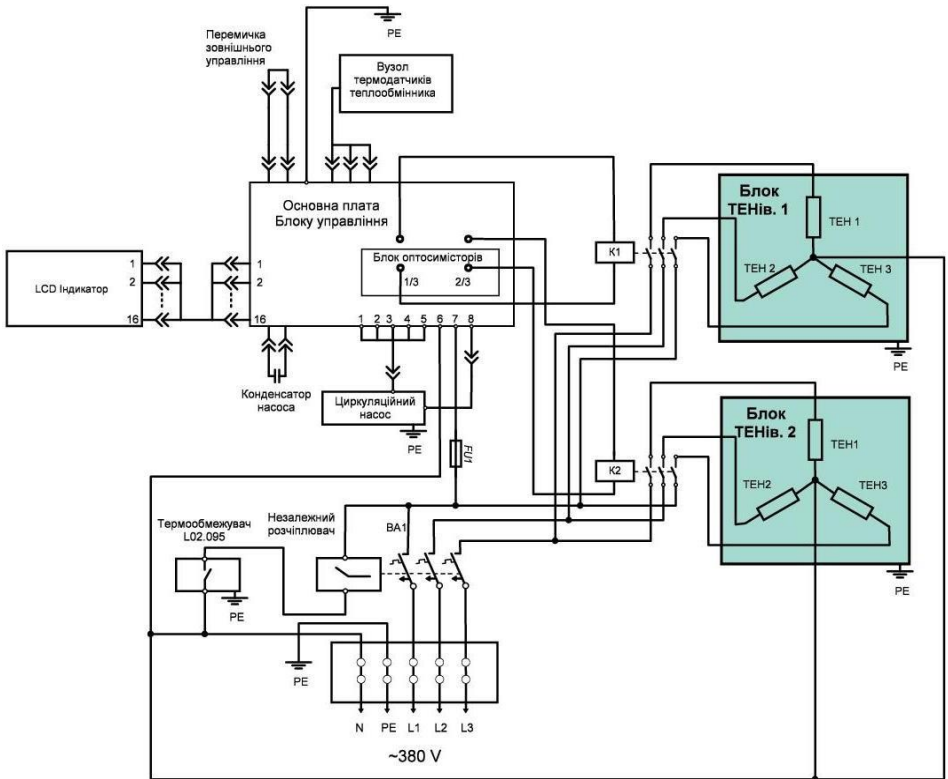 Перемичка
зовнішнього
управління
PE
Вузол
термодатчиків
теплообмінника
Основна плата
Блоку управління
Блок оптосимісторів
1/3 2/3
LCD Індикатор
1
2
16
1
2
16
1 2 3 4 5 6 7 8
Конденсатор
насоса
Циркуляційний
насос
PE
FU1
K1
K2
Блок
ТЕНів. 1
ТЕН 1
ТЕН 2
ТЕН 3
PE
Блок
ТЕНів. 2
ТЕН1
ТЕН2
ТЕН3
PE
Термообмежувач
L02.095
PE
Незалежний
розчіплювач
BA1
PE
N PE L1 L2 L3
~380 V